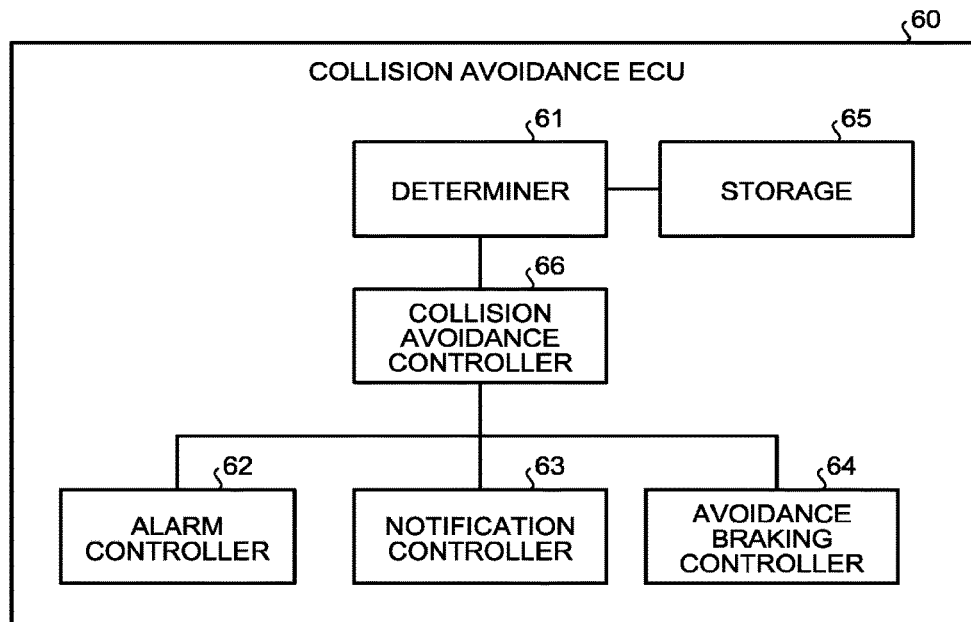 60
COLLISION AVOIDANCE ECU
61
65
DETERMINER
STORAGE
66
COLLISION
AVOIDANCE
CONTROLLER
62
63
64
ALARM
CONTROLLER
NOTIFICATION
CONTROLLER
AVOIDANCE
BRAKING
CONTROLLER